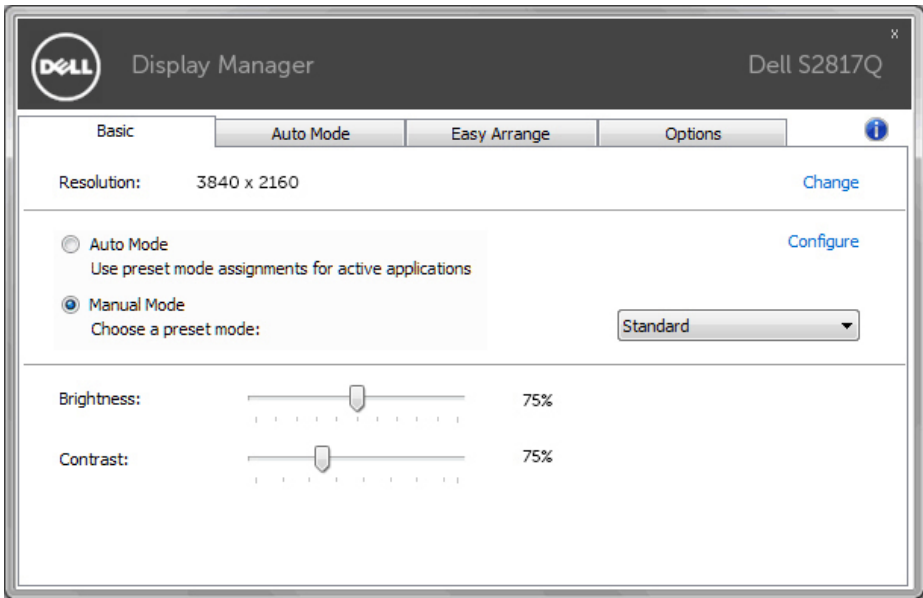 x
DELL Display Manager Dell S2817Q
Basic Auto Mode Easy Arrange Options i
Resolution: 3840 x 2160 Change
Auto Mode Configure
Use preset mode assignments for active applications
Manual Mode
Choose a preset mode: Standard
Brightness: 75%
Contrast: 75%